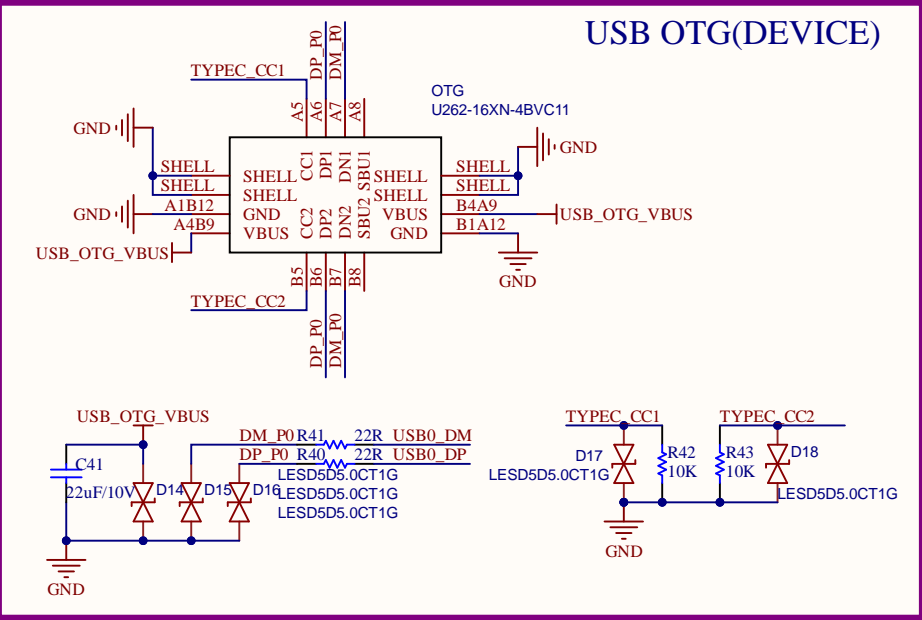 USB OTG(DEVICE)
DP_P0
DM_P0
TYPEC_CC1
A5
A6
A7
A8
OTG
U262-16XN-4BVC11
GND
GND
SHELL
SHELL
SHELL
SHELL
CC1
DP1
DN1
SBU1
SHELL
SHELL
SHELL
SHELL
GND
A1B12
GND
VBUS
B4A9
USB_OTG_VBUS
A4B9
VBUS
GND
B1A12
CC2
DP2
DN2
SBU2
USB_OTG_VBUS
GND
B5
B6
B7
B8
TYPEC_CC2
DP_P0
DM_P0
USB_OTG_VBUS
DM_P0 R41 22R USB0_DM
DP_P0 R40 22R USB0_DP
C41
22uF/10V
D14
D15
D16
LESD5D5.0CT1G
LESD5D5.0CT1G
LESD5D5.0CT1G
GND
TYPEC_CC1
TYPEC_CC2
D17
LESD5D5.0CT1G
R42
10K
R43
10K
D18
LESD5D5.0CT1G
GND